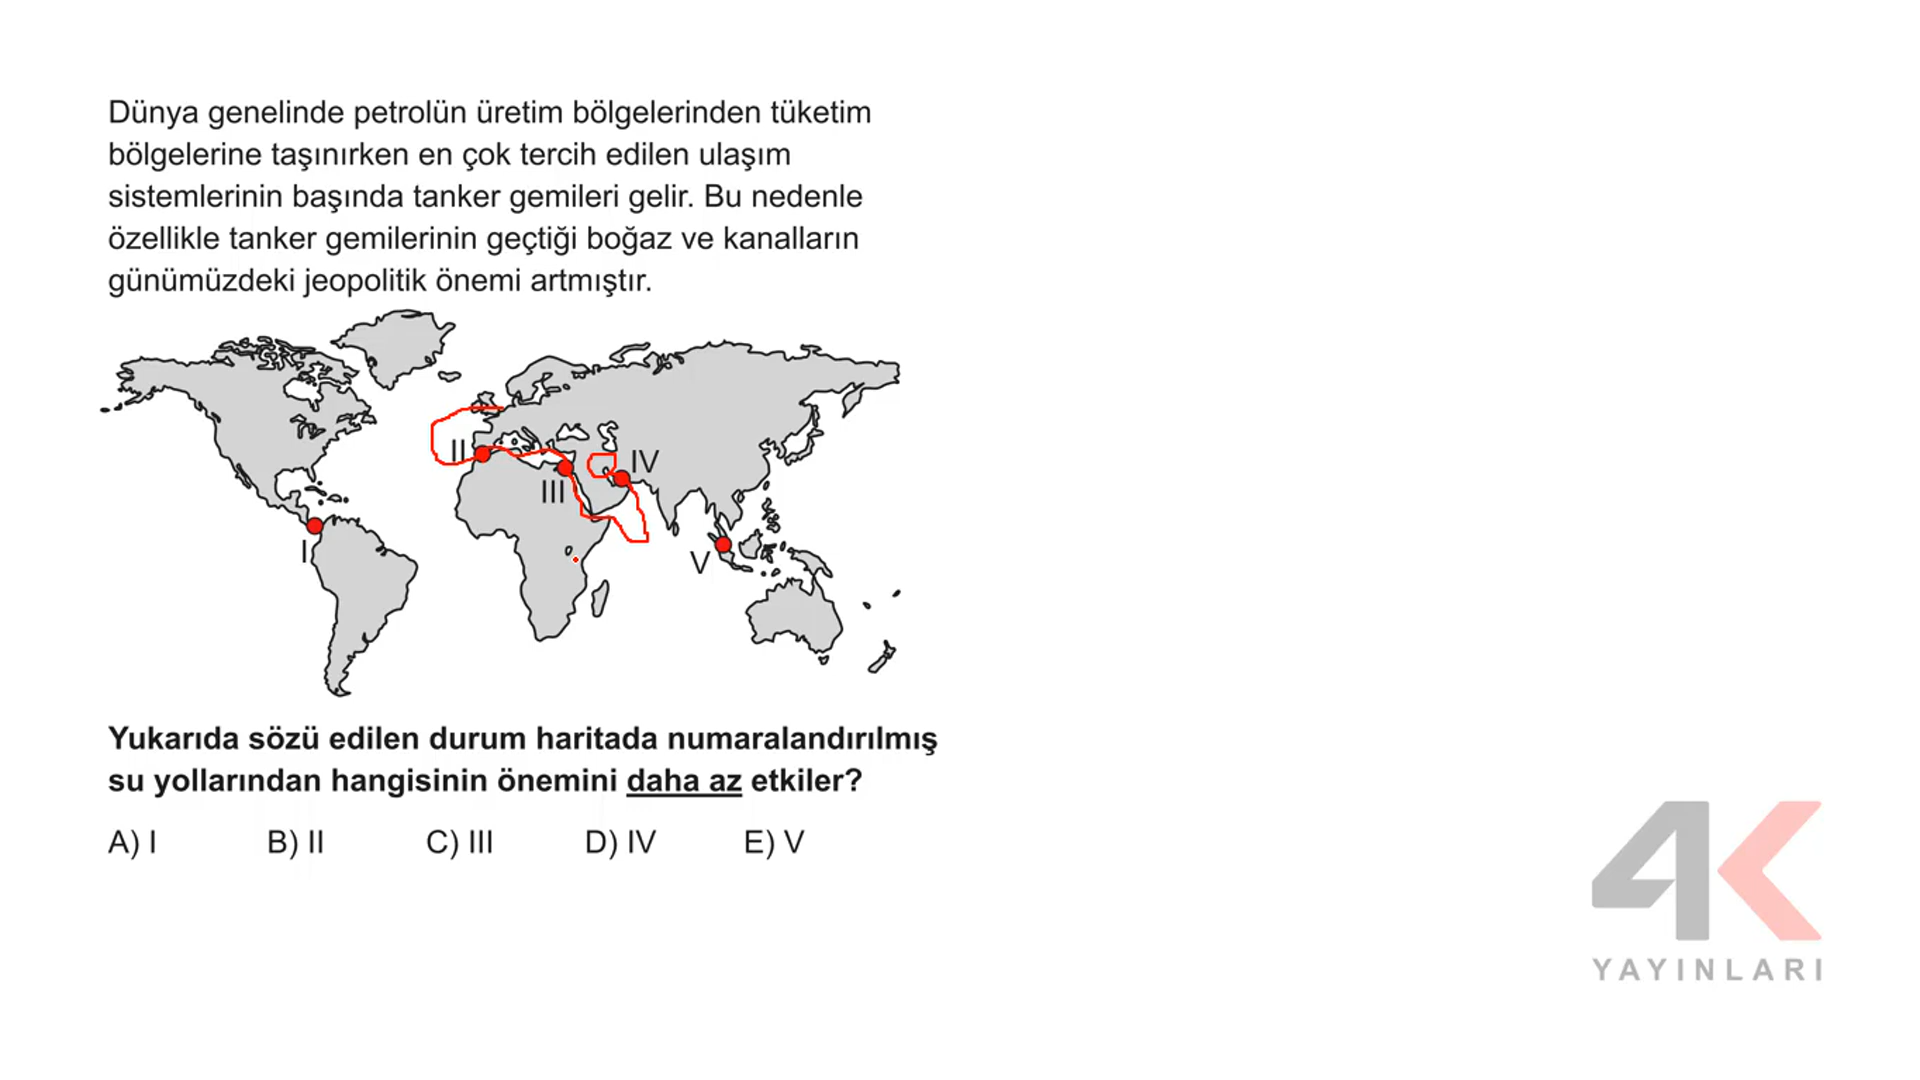 Dünya genelinde petrolün üretim bölgelerinden tüketim
bölgelerine taşınırken en çok tercih edilen ulaşım
sistemlerinin başında tanker gemileri gelir. Bu nedenle
özellikle tanker gemilerinin geçtiği boğaz ve kanalların
günümüzdeki jeopolitik önemi artmıştır.
II
IV
III
I
V
Yukarıda sözü edilen durum haritada numaralandırılmış
su yollarından hangisinin önemini daha az etkiler?
A) I B) II C) III D) IV E) V
4K
YAYINLARI